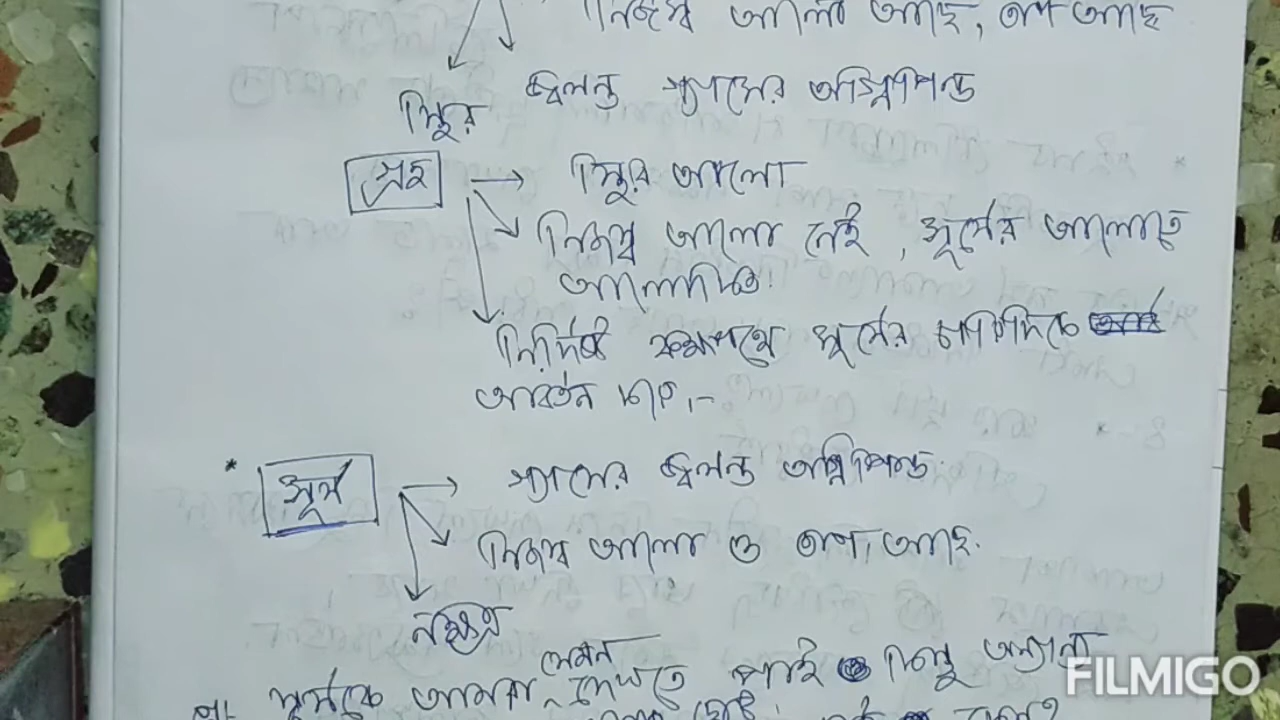 নিজস্ব আলো আছে, তাপ আছে
জ্বলন্ত গ্যাসের অগ্নিপিন্ড
স্থির
গ্রহ → স্থির আলো
নিজস্ব আলো নেই, সূর্যের আলোতে
আলোকিত।
নির্দিষ্ট কক্ষপথে সূর্যের চারিদিকে
আবর্তন করে।-
* সূর্য → গ্যাসের জ্বলন্ত অগ্নিপিন্ড.
নিজস্ব আলো ও তাপ আছে.
নক্ষত্র
যেমন
সূর্যকে আমরা দেখতে পাই কিন্তু অন্যান্য
FILMIGO